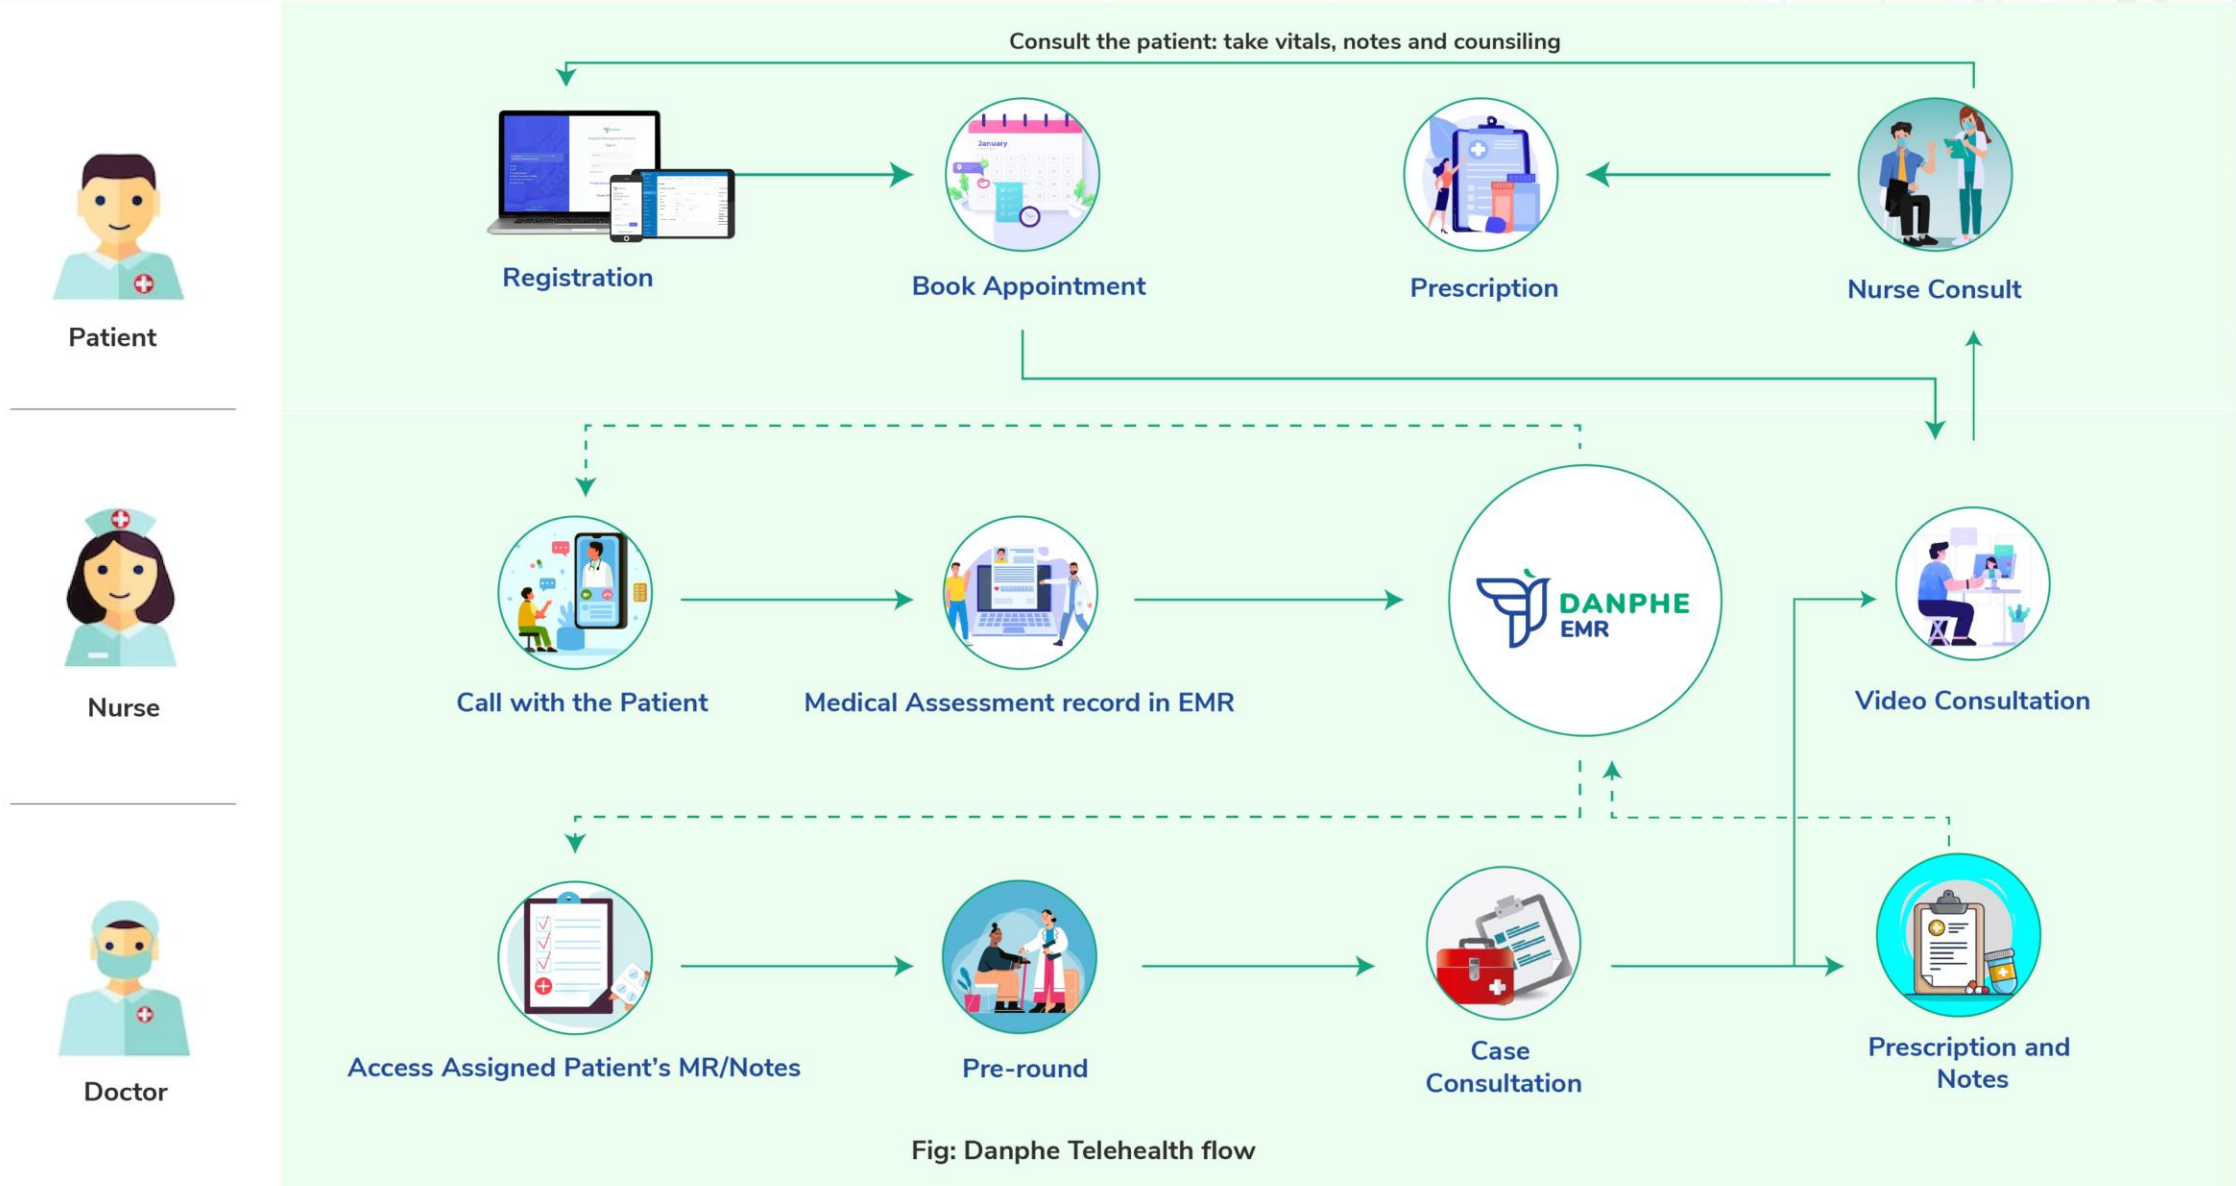 Consult the patient: take vitals, notes and counsiling
January
Registration
Book Appointment
Prescription
Nurse Consult
Patient
DANPHE
EMR
Call with the Patient
Medical Assessment record in EMR
Video Consultation
Nurse
Access Assigned Patient's MR/Notes
Pre-round
Case
Consultation
Prescription and
Notes
Doctor
Fig: Danphe Telehealth flow